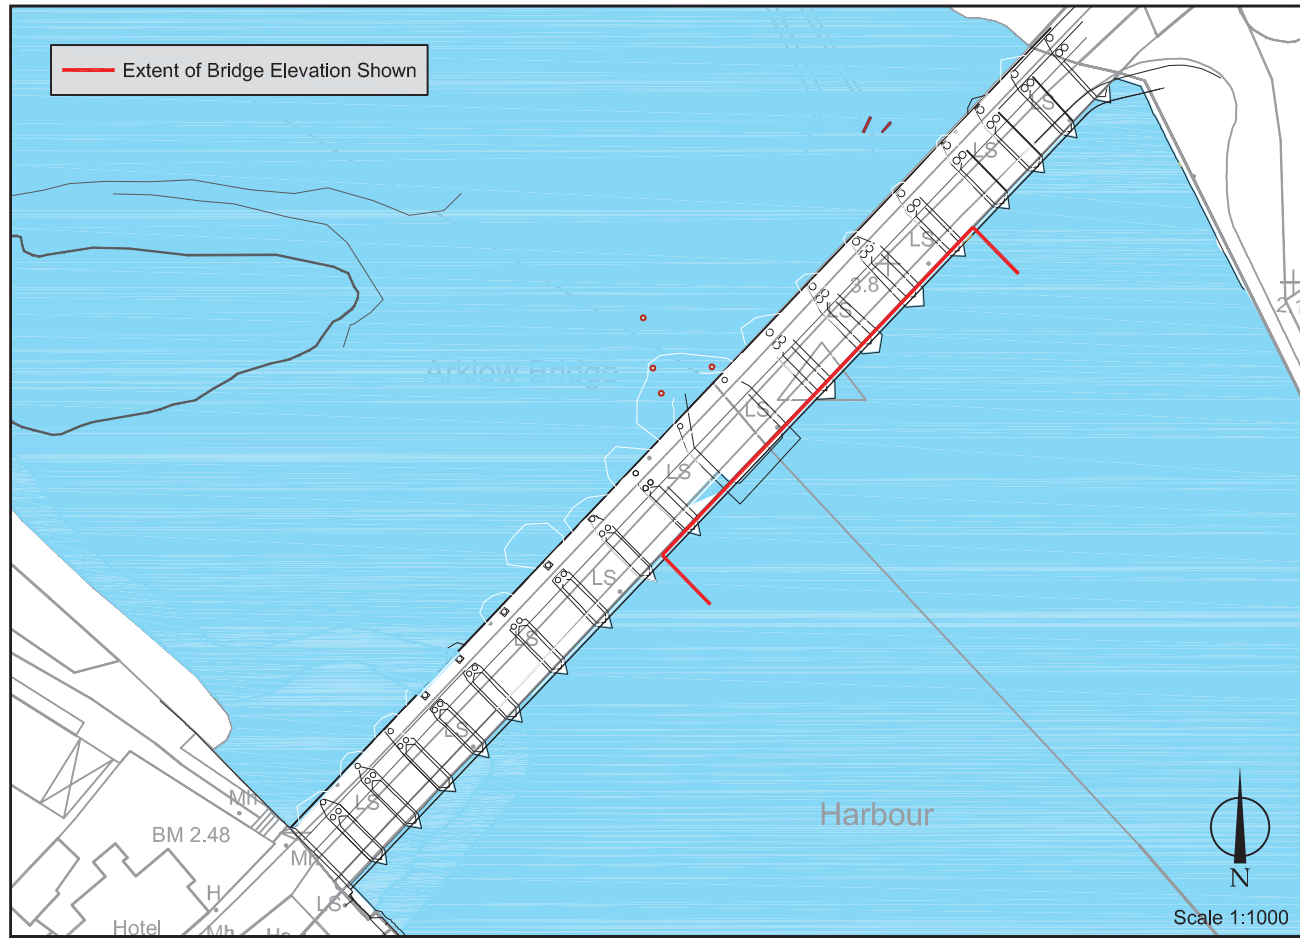 Extent of Bridge Elevation Shown
LS
LS
LS
3.8
LS
Arklow Bridge
LS
LS
LS
LS
LS
LS
Mh
BM 2.48
H
LS
Hotel
Mh
Harbour
N
Scale 1:1000